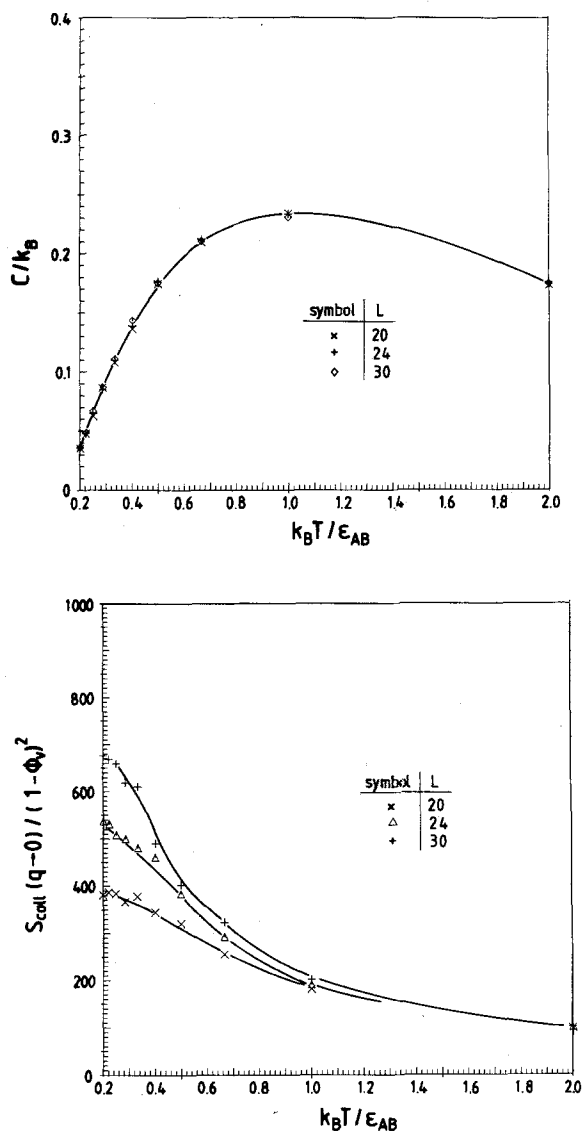 0.4
0.3
0.2
0.1
0
C/k_B
symbol L
× 20
+ 24
◇ 30
0.2 0.4 0.6 0.8 1.0 1.2 1.4 1.6 1.8 2.0
k_B T / ε_AB
1000
800
600
400
200
0
S_coll (q→0) / (1-Φ_v)²
symbol L
× 20
△ 24
+ 30
0.2 0.4 0.6 0.8 1.0 1.2 1.4 1.6 1.8 2.0
k_B T / ε_AB